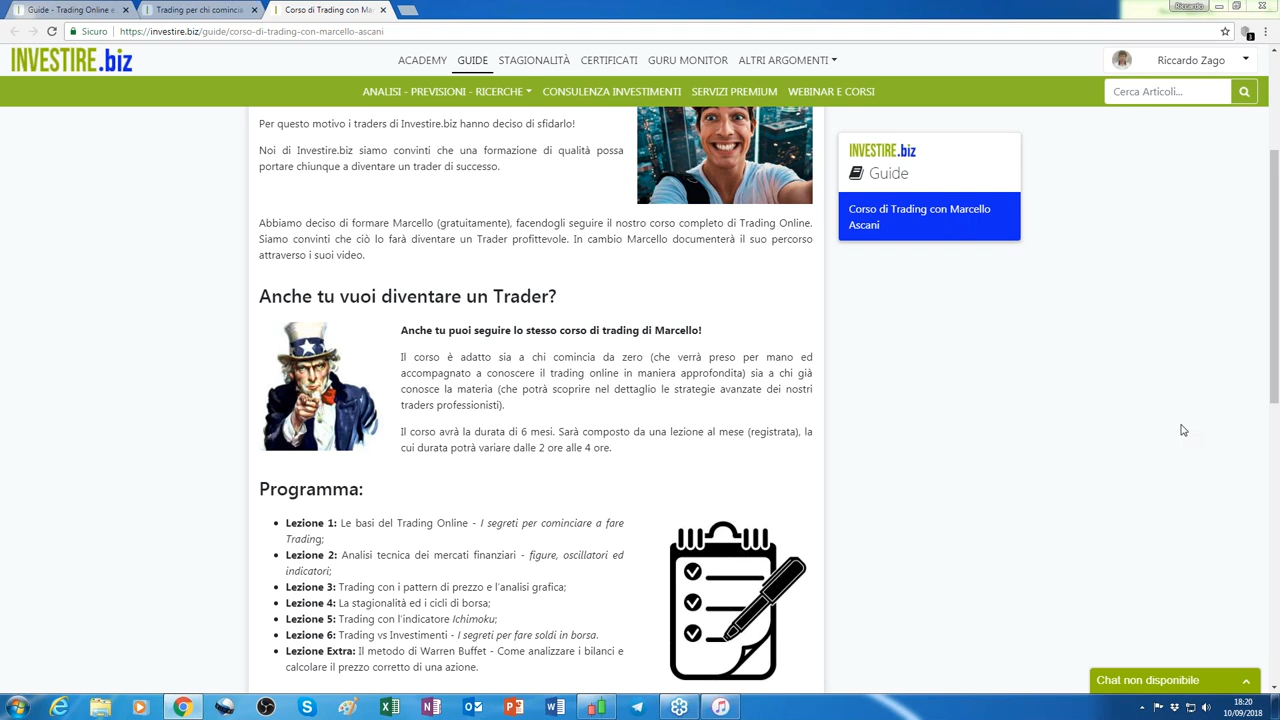 Guide - Investire.biz
Trading per chi comincia
Corso di Trading con Mar
Riccardo
Sicuro
https://investire.biz/guide/corso-di-trading-con-marcello-ascani
INVESTIRE.biz
ACADEMY GUIDE STAGIONALITÀ CERTIFICATI GURU MONITOR ALTRI ARGOMENTI
Riccardo Zago
ANALISI - PREVISIONI - RICERCHE CONSULENZA INVESTIMENTI SERVIZI PREMIUM WEBINAR E CORSI
Cerca Articoli...
Per questo motivo i traders di Investire.biz hanno deciso di sfidarlo!
Noi di Investire.biz siamo convinti che una formazione di qualità possa
portare chiunque a diventare un trader di successo.
Abbiamo deciso di formare Marcello (gratuitamente), facendogli seguire il nostro corso completo di Trading Online.
Siamo convinti che ciò lo farà diventare un Trader profittevole. In cambio Marcello documenterà il suo percorso
attraverso i suoi video.
INVESTIRE.biz
Guide
Corso di Trading con Marcello
Ascani
Anche tu vuoi diventare un Trader?
Anche tu puoi seguire lo stesso corso di trading di Marcello!
Il corso è adatto sia a chi comincia da zero (che verrà preso per mano ed
accompagnato a conoscere il trading online in maniera approfondita) sia a chi già
conosce la materia (che potrà scoprire nel dettaglio le strategie avanzate dei nostri
traders professionisti).
Il corso avrà la durata di 6 mesi. Sarà composto da una lezione al mese (registrata), la
cui durata potrà variare dalle 2 ore alle 4 ore.
Programma:
Lezione 1: Le basi del Trading Online - I segreti per cominciare a fare
Trading;
Lezione 2: Analisi tecnica dei mercati finanziari - figure, oscillatori ed
indicatori;
Lezione 3: Trading con i pattern di prezzo e l'analisi grafica;
Lezione 4: La stagionalità ed i cicli di borsa;
Lezione 5: Trading con l'indicatore Ichimoku;
Lezione 6: Trading vs Investimenti - I segreti per fare soldi in borsa.
Lezione Extra: Il metodo di Warren Buffet - Come analizzare i bilanci e
calcolare il prezzo corretto di una azione.
Chat non disponibile
18:20
10/09/2018